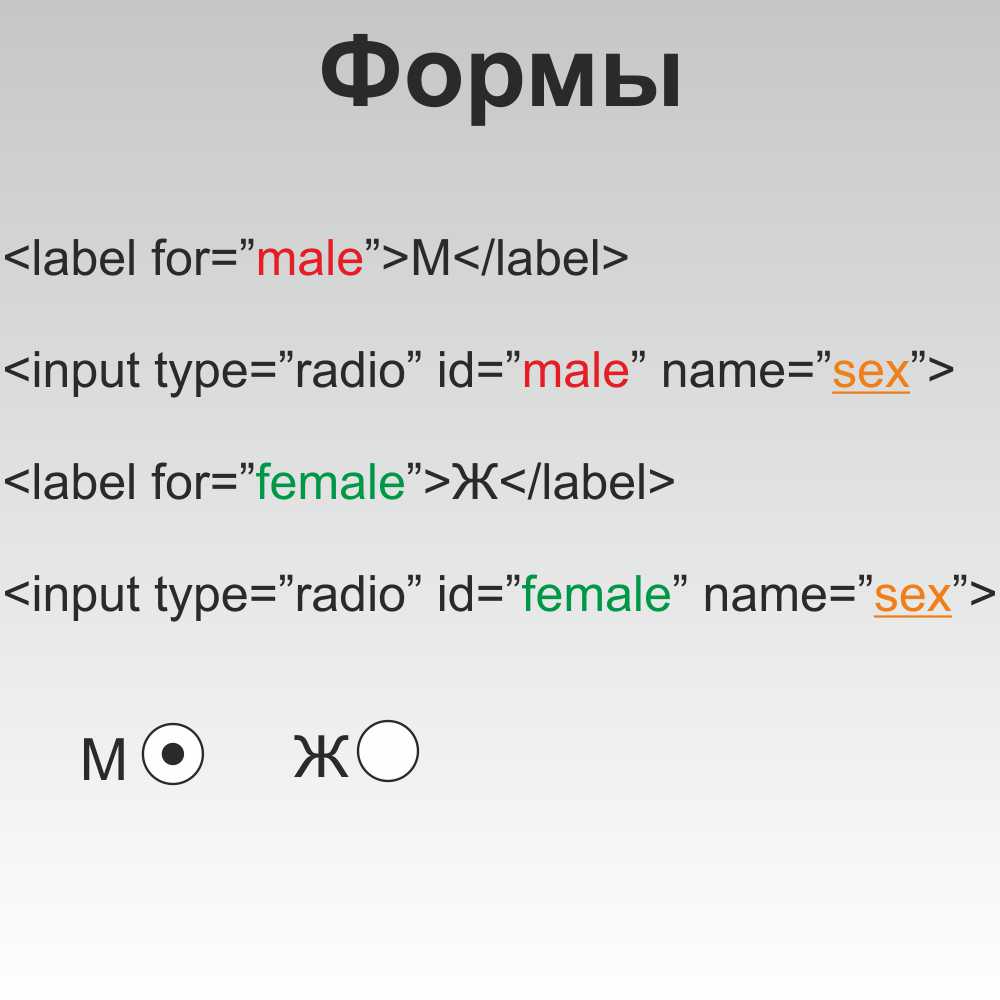 Формы
<label for=”male”>М</label>
<input type=”radio” id=”male” name=”sex”>
<label for=”female”>Ж</label>
<input type=”radio” id=”female” name=”sex”>
М Ж